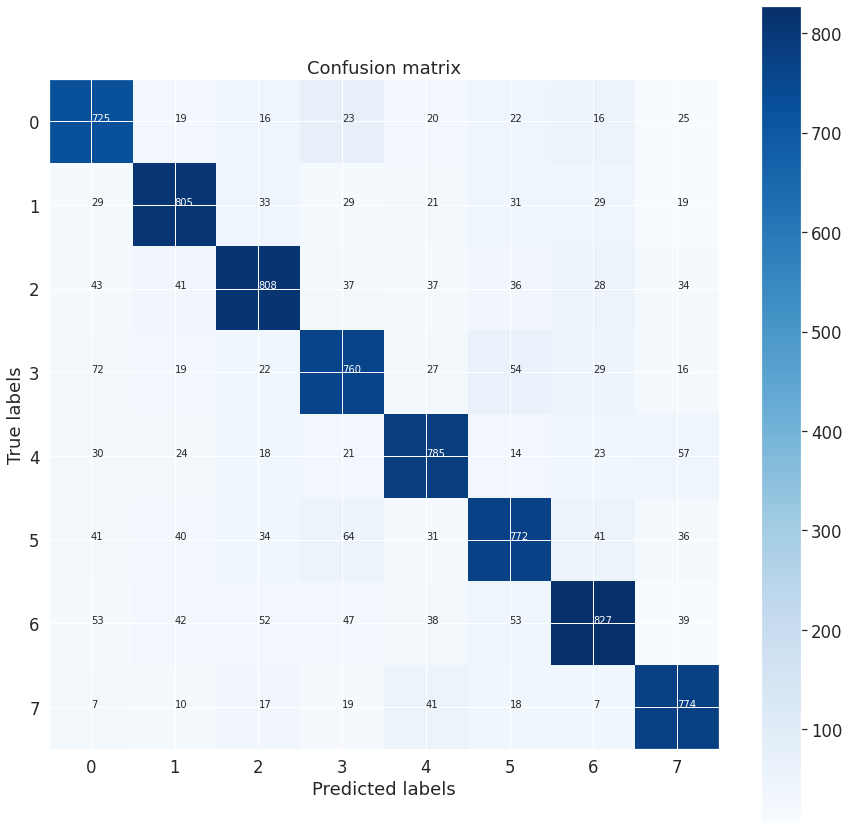 Confusion matrix
0 725 19 16 23 20 22 16 25
1 29 805 33 29 21 31 29 19
2 43 41 808 37 37 36 28 34
3 72 19 22 760 27 54 29 16
4 30 24 18 21 785 14 23 57
5 41 40 34 64 31 772 41 36
6 53 42 52 47 38 53 827 39
7 7 10 17 19 41 18 7 774
0 1 2 3 4 5 6 7
Predicted labels
True labels
800
700
600
500
400
300
200
100